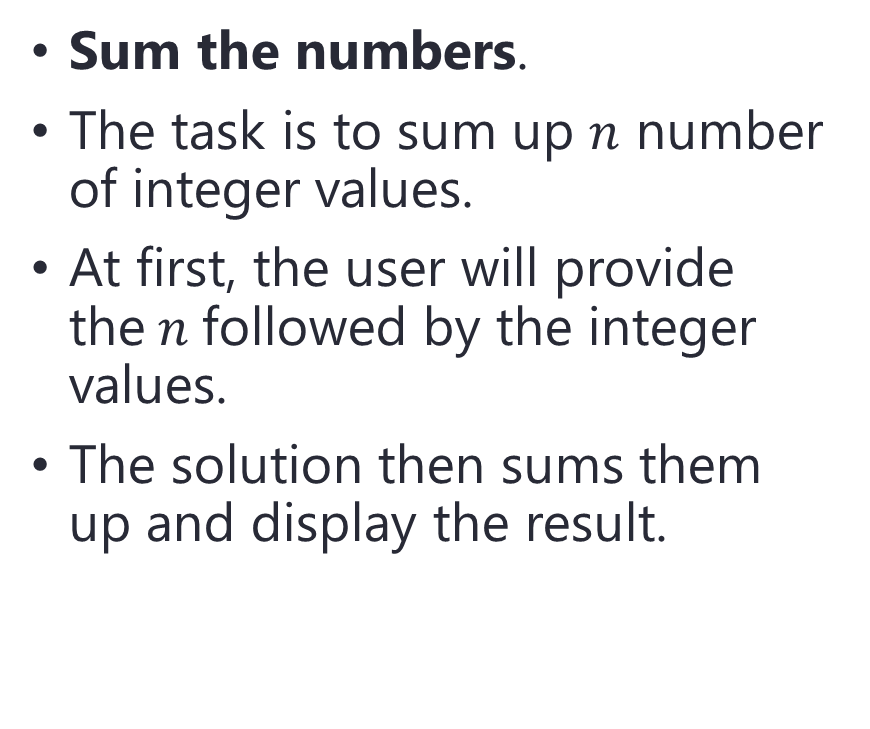 • Sum the numbers.
• The task is to sum up n number
of integer values.
• At first, the user will provide
the n followed by the integer
values.
• The solution then sums them
up and display the result.